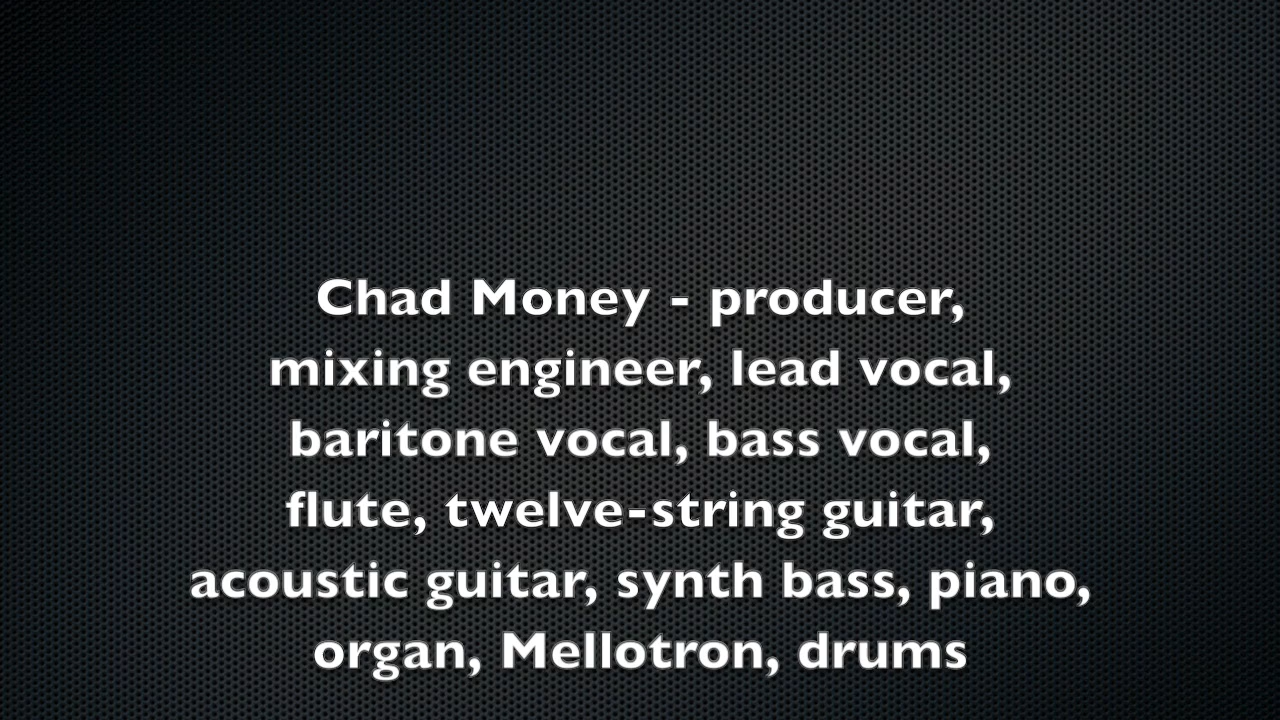 Chad Money - producer,
mixing engineer, lead vocal,
baritone vocal, bass vocal,
flute, twelve-string guitar,
acoustic guitar, synth bass, piano,
organ, Mellotron, drums